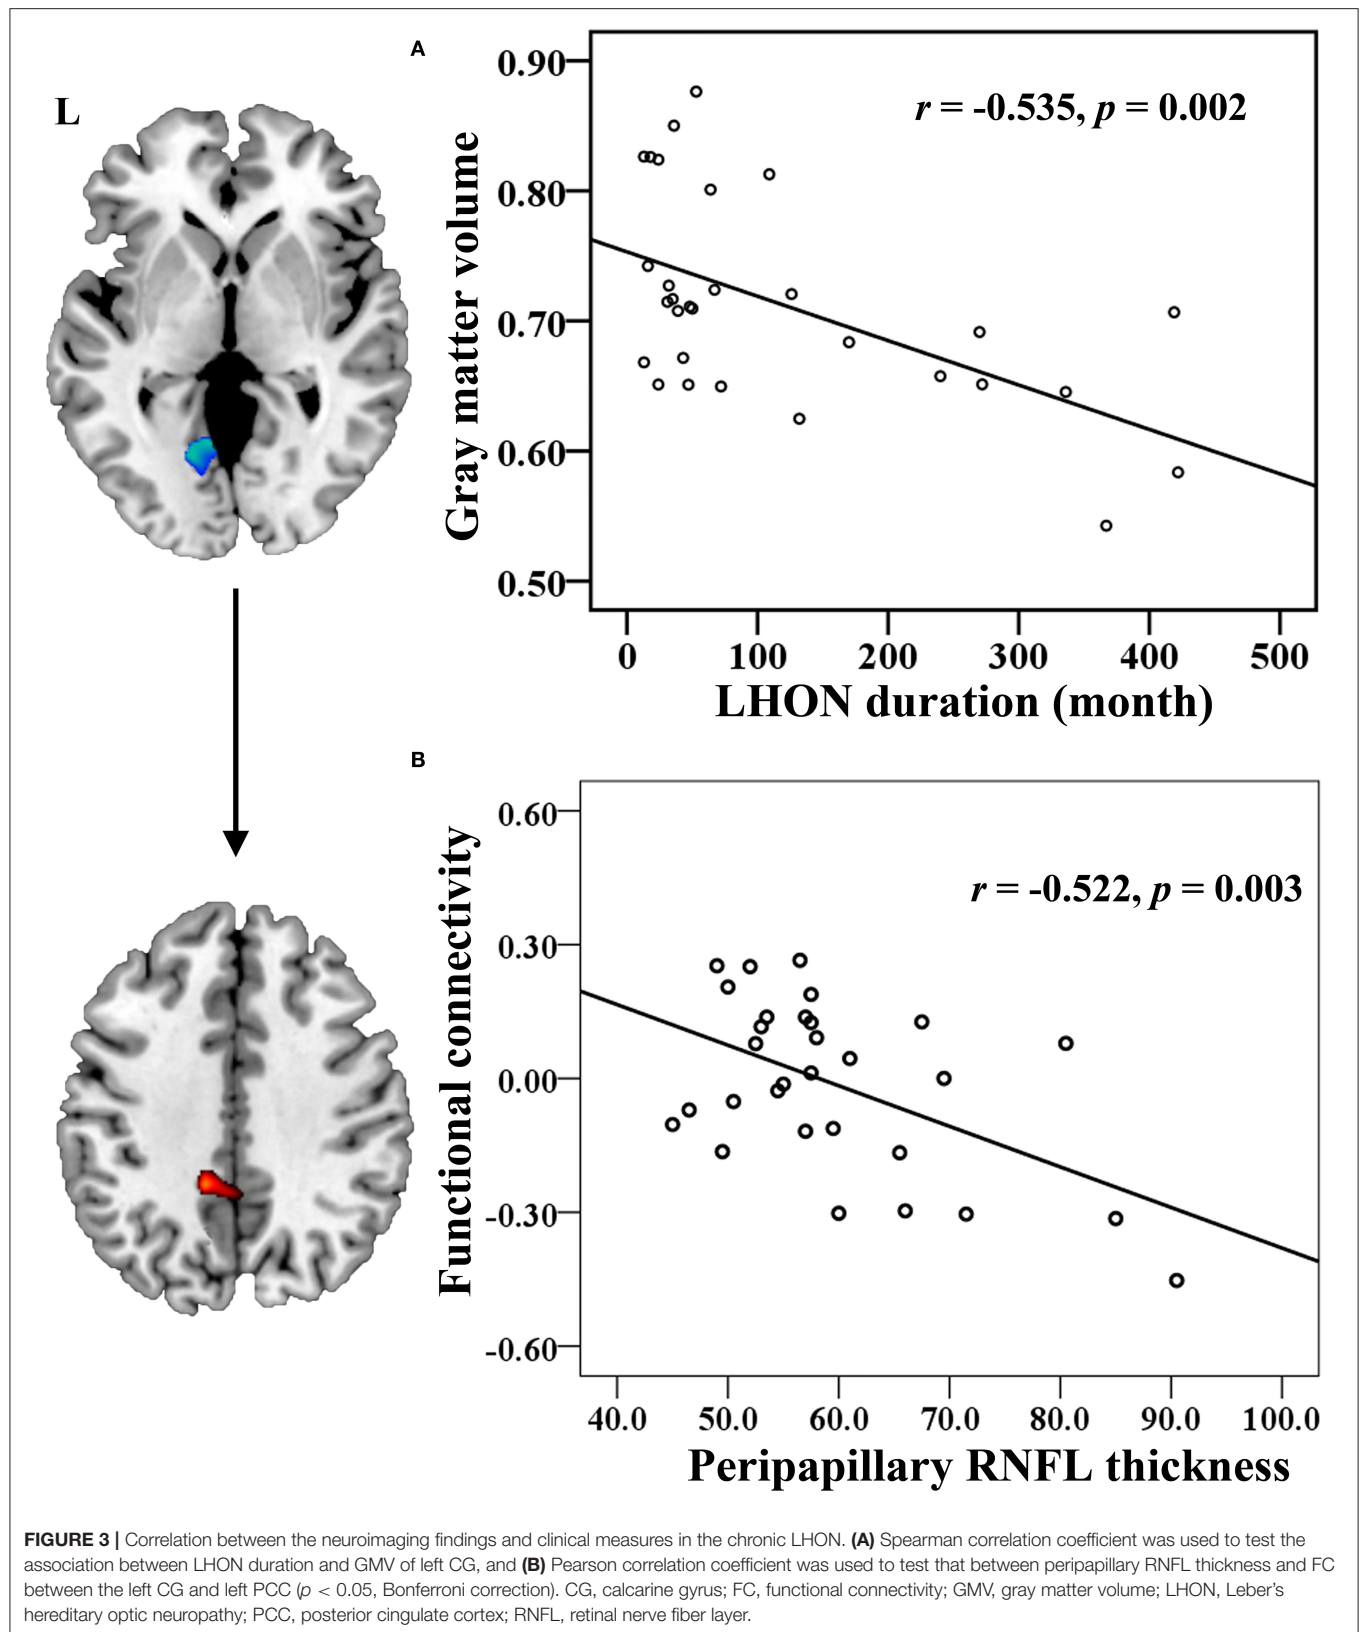 A
L
0.90
0.80
0.70
0.60
0.50
Gray matter volume
r = -0.535, p = 0.002
0 100 200 300 400 500
LHON duration (month)
B
0.60
0.30
0.00
-0.30
-0.60
Functional connectivity
r = -0.522, p = 0.003
40.0 50.0 60.0 70.0 80.0 90.0 100.0
Peripapillary RNFL thickness
FIGURE 3 | Correlation between the neuroimaging findings and clinical measures in the chronic LHON. (A) Spearman correlation coefficient was used to test the
association between LHON duration and GMV of left CG, and (B) Pearson correlation coefficient was used to test that between peripapillary RNFL thickness and FC
between the left CG and left PCC (p < 0.05, Bonferroni correction). CG, calcarine gyrus; FC, functional connectivity; GMV, gray matter volume; LHON, Leber's
hereditary optic neuropathy; PCC, posterior cingulate cortex; RNFL, retinal nerve fiber layer.